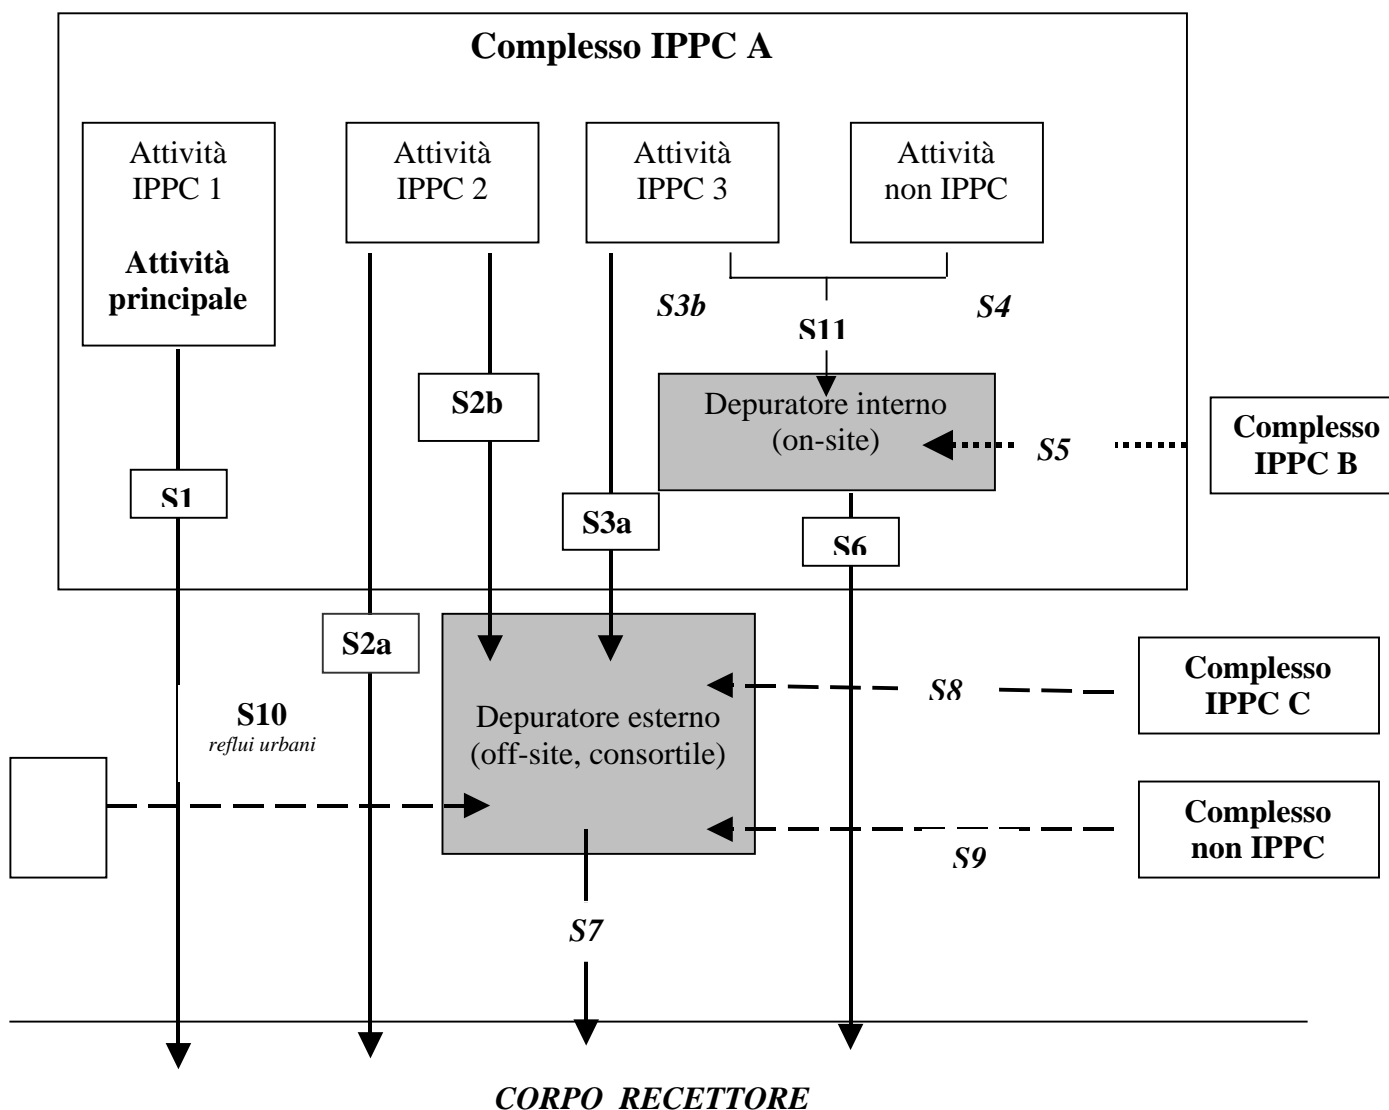 Complesso IPPC A
Attività
IPPC 1
Attività
principale
Attività
IPPC 2
Attività
IPPC 3
Attività
non IPPC
S3b
S4
S11
S2b
Depuratore interno
(on-site)
S5
Complesso
IPPC B
S1
S3a
S6
S2a
Complesso
IPPC C
S8
S10
reflui urbani
Depuratore esterno
(off-site, consortile)
Complesso
non IPPC
S9
S7
CORPO RECETTORE